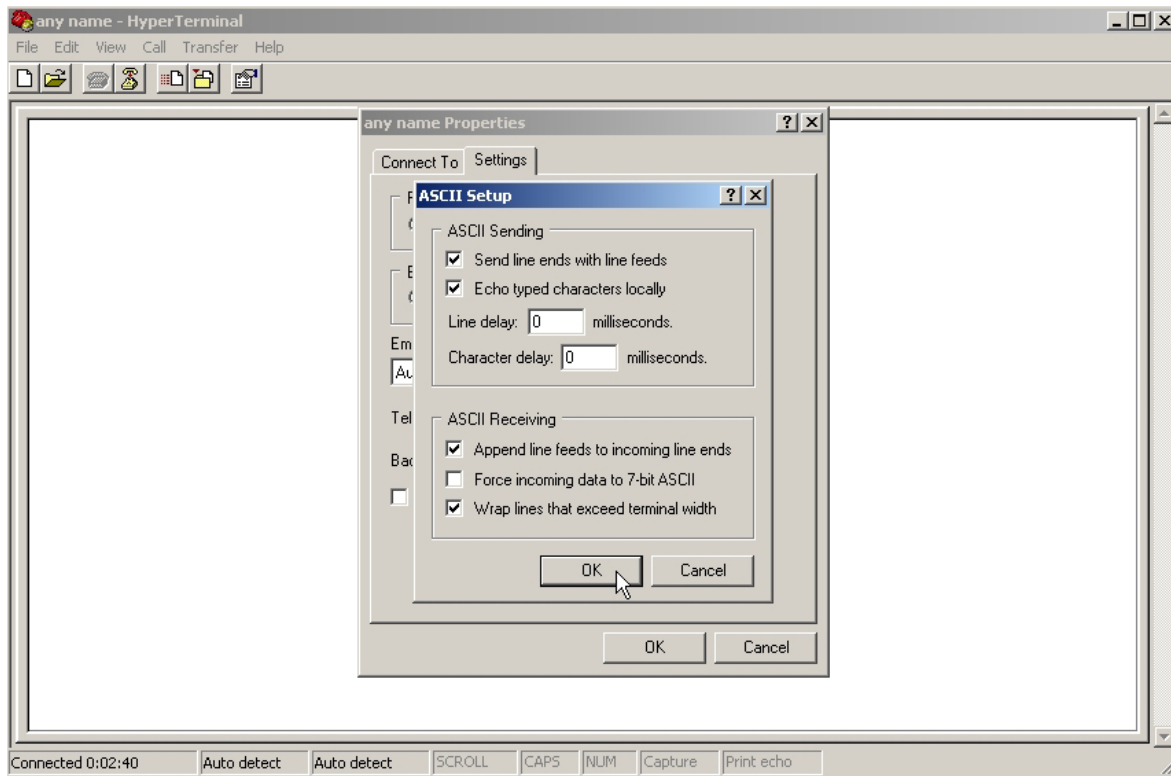 any name - HyperTerminal
File Edit View Call Transfer Help
any name Properties
Connect To Settings
ASCII Setup
ASCII Sending
Send line ends with line feeds
Echo typed characters locally
Line delay: 0 milliseconds.
Character delay: 0 milliseconds.
Em
Au
Tel
ASCII Receiving
Append line feeds to incoming line ends
Bac
Force incoming data to 7-bit ASCII
Wrap lines that exceed terminal width
OK Cancel
OK Cancel
Connected 0:02:40 Auto detect Auto detect SCROLL CAPS NUM Capture Print echo